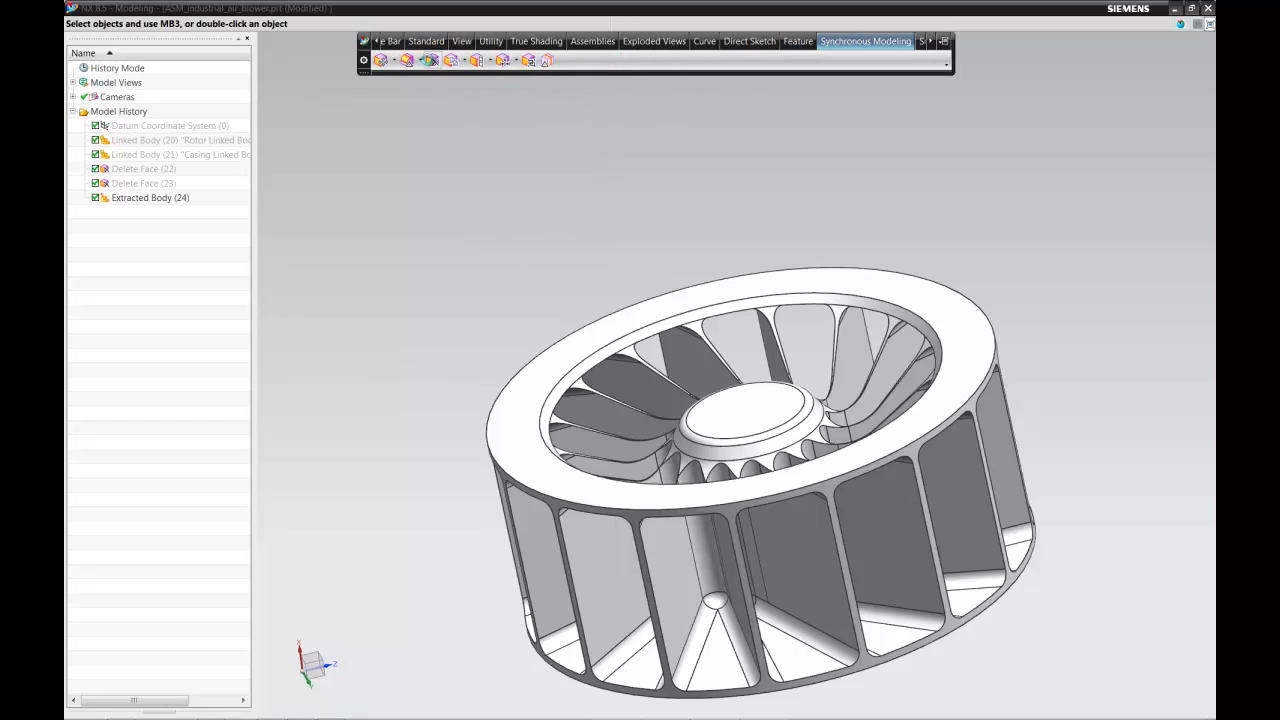 NX 8.5 - Modeling - [ASM_industrial_air_blower.prt (Modified) ]
SIEMENS
Select objects and use MB3, or double-click an object
e Bar Standard View Utility True Shading Assemblies Exploded Views Curve Direct Sketch Feature Synchronous Modeling S
Name
History Mode
Model Views
Cameras
Model History
Datum Coordinate System (0)
Linked Body (20) "Rotor Linked Bo
Linked Body (21) "Casing Linked Bo
Delete Face (22)
Delete Face (23)
Extracted Body (24)
X
Z
Y